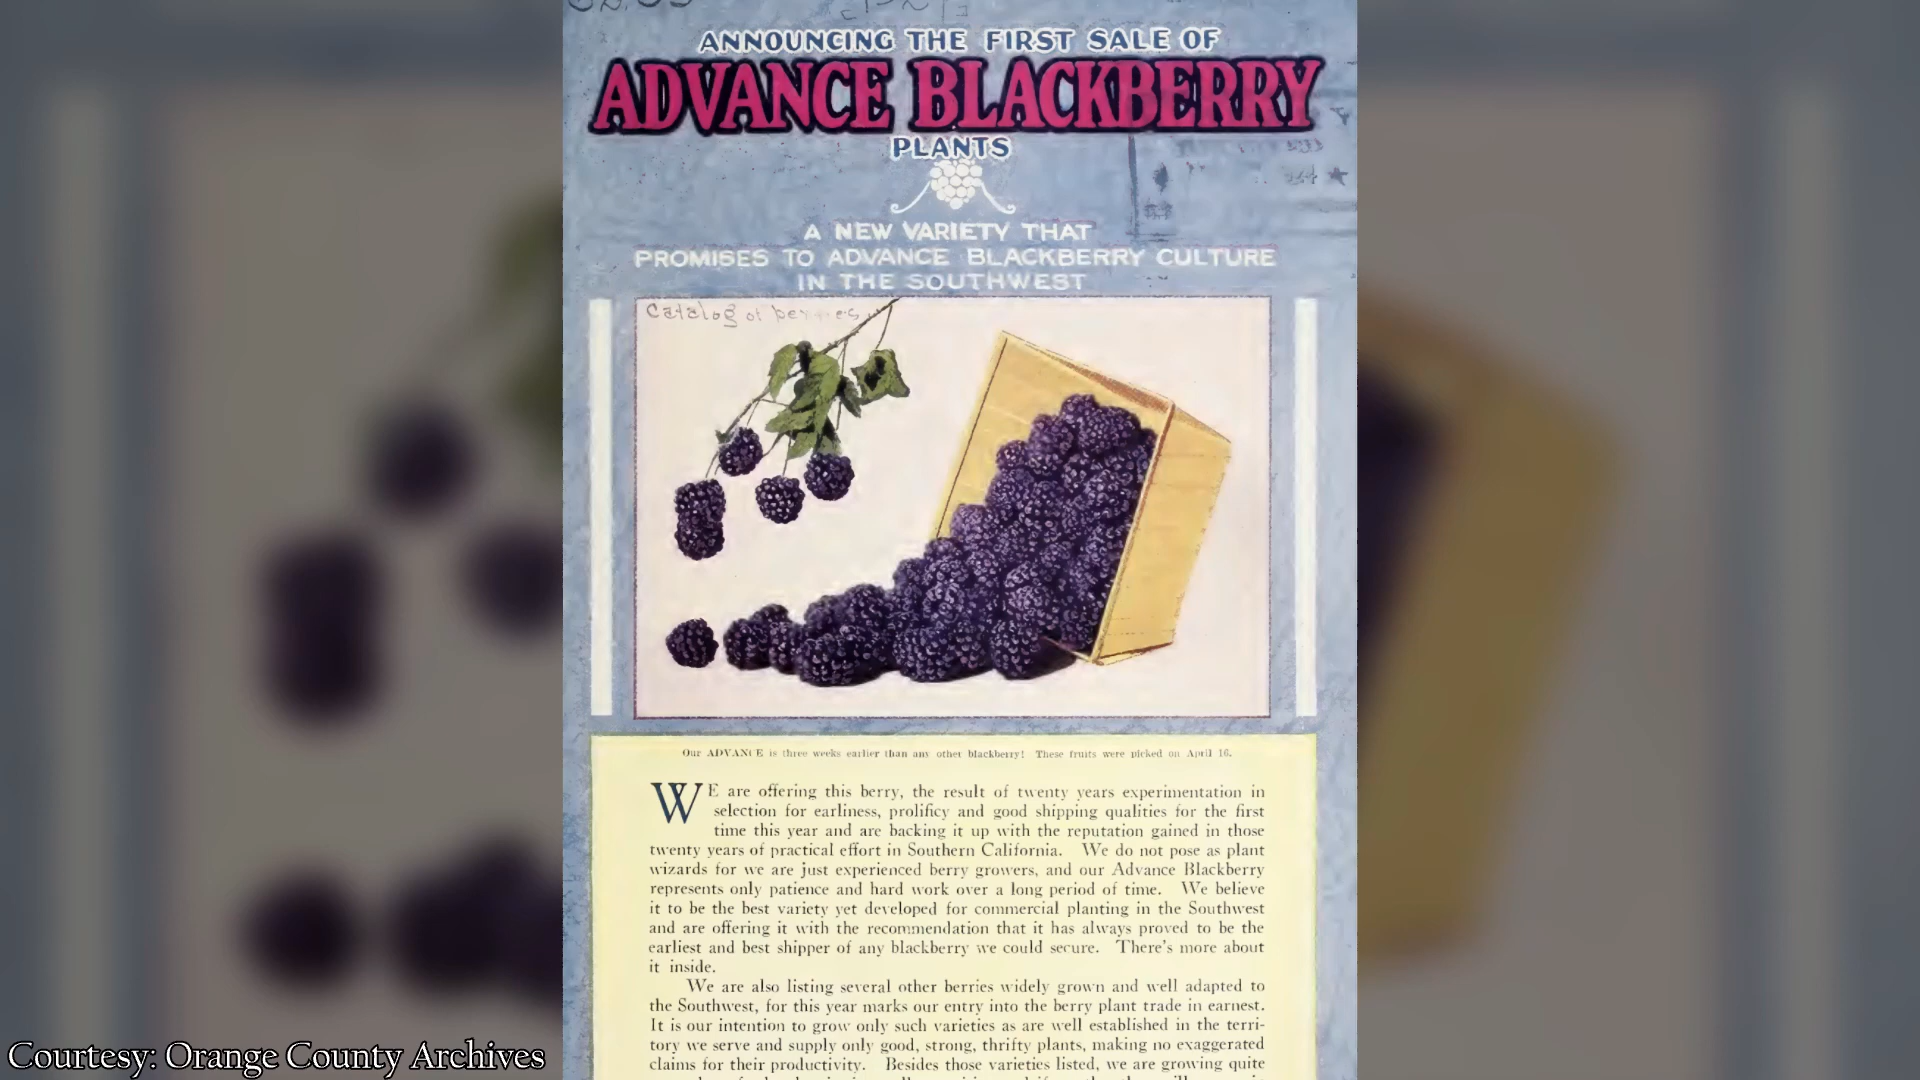 ANNOUNCING THE FIRST SALE OF
ADVANCE BLACKBERRY
PLANTS
A NEW VARIETY THAT
PROMISES TO ADVANCE BLACKBERRY CULTURE
IN THE SOUTHWEST
Catalog of berries
Our ADVANCE is three weeks earlier than any other blackberry! These fruits were picked on April 16.
WE are offering this berry, the result of twenty years experimentation in
selection for earliness, prolificy and good shipping qualities for the first
time this year and are backing it up with the reputation gained in those
twenty years of practical effort in Southern California. We do not pose as plant
wizards for we are just experienced berry growers, and our Advance Blackberry
represents only patience and hard work over a long period of time. We believe
it to be the best variety yet developed for commercial planting in the Southwest
and are offering it with the recommendation that it has always proved to be the
earliest and best shipper of any blackberry we could secure. There's more about
it inside.
We are also listing several other berries widely grown and well adapted to
the Southwest, for this year marks our entry into the berry plant trade in earnest.
It is our intention to grow only such varieties as are well established in the terri-
tory we serve and supply only good, strong, thrifty plants, making no exaggerated
claims for their productivity. Besides those varieties listed, we are growing quite
Courtesy: Orange County Archives